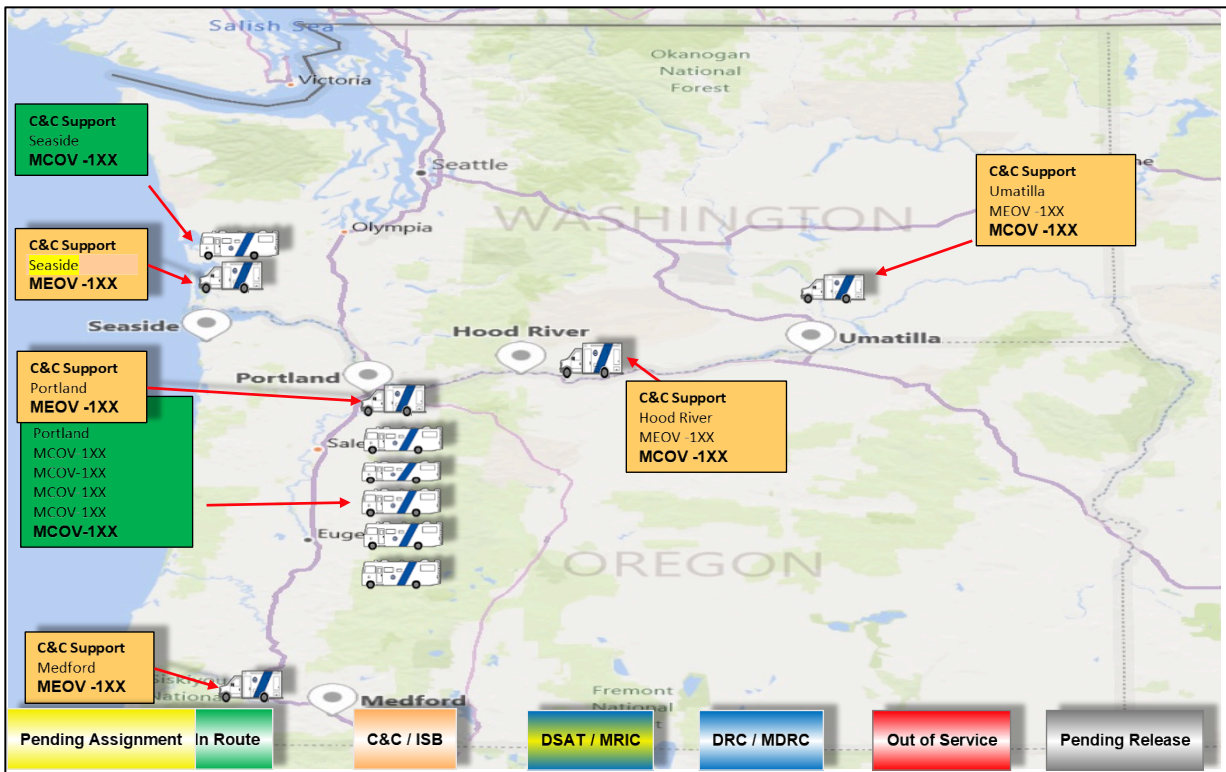 Salish Sea
Victoria
Okanogan
National
Forest
C&C Support
Seaside
MCOV -1XX
Seattle
C&C Support
Umatilla
MEOV -1XX
MCOV -1XX
WASHINGTON
Olympia
C&C Support
Seaside
MEOV -1XX
Seaside
Hood River
Umatilla
Portland
C&C Support
Portland
MEOV -1XX
C&C Support
Hood River
MEOV -1XX
MCOV -1XX
Portland
MCOV-1XX
MCOV-1XX
MCOV-1XX
MCOV-1XX
MCOV-1XX
Sale
Euge
OREGON
C&C Support
Medford
MEOV -1XX
Siskiyou
National
Medford
Fremont
National
Pending Assignment
In Route
C&C / ISB
DSAT / MRIC
DRC / MDRC
Out of Service
Pending Release